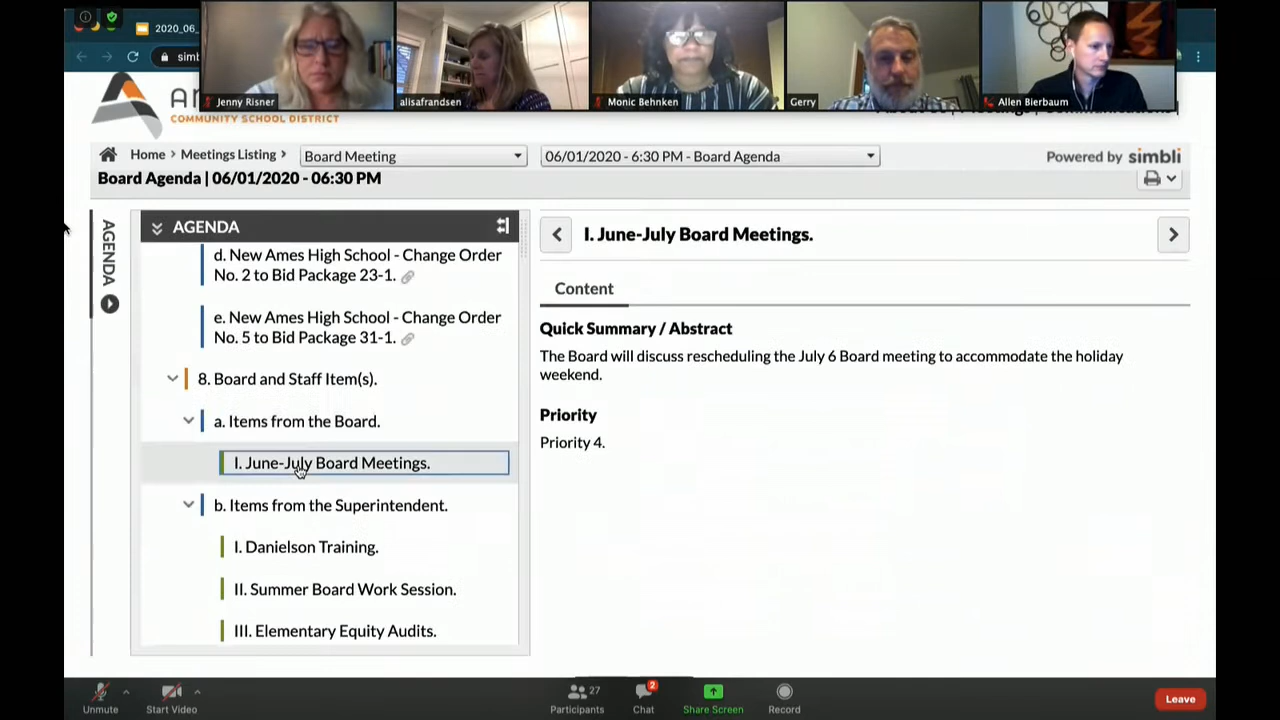 2020_06_
simb
Jenny Risner
alisafrandsen
Monic Behnken
Gerry
Allen Bierbaum
COMMUNITY SCHOOL DISTRICT
Home > Meetings Listing >
Board Meeting
06/01/2020 - 6:30 PM - Board Agenda
Powered by simbli
Board Agenda | 06/01/2020 - 06:30 PM
AGENDA
AGENDA
d. New Ames High School - Change Order
No. 2 to Bid Package 23-1.
e. New Ames High School - Change Order
No. 5 to Bid Package 31-1.
8. Board and Staff Item(s).
a. Items from the Board.
I. June-July Board Meetings.
b. Items from the Superintendent.
I. Danielson Training.
II. Summer Board Work Session.
III. Elementary Equity Audits.
I. June-July Board Meetings.
Content
Quick Summary / Abstract
The Board will discuss rescheduling the July 6 Board meeting to accommodate the holiday
weekend.
Priority
Priority 4.
Unmute
Start Video
27
Participants
2
Chat
Share Screen
Record
Leave